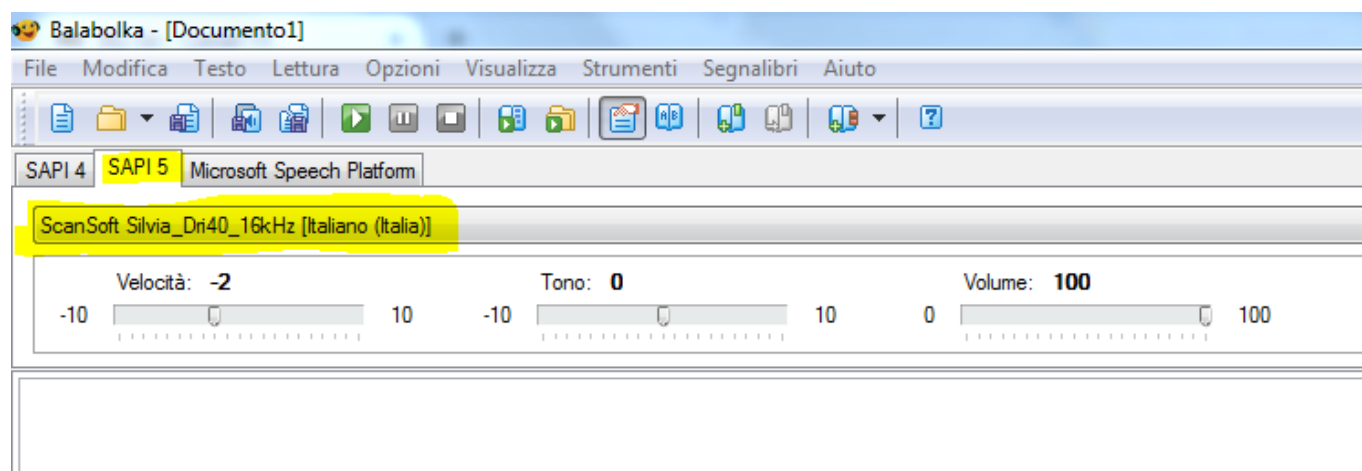 Balabolka - [Documento1]
File Modifica Testo Lettura Opzioni Visualizza Strumenti Segnalibri Aiuto
SAPI 4 SAPI 5 Microsoft Speech Platform
ScanSoft Silvia_Dri40_16kHz [Italiano (Italia)]
Velocità: -2 Tono: 0 Volume: 100
-10 10 -10 10 0 100